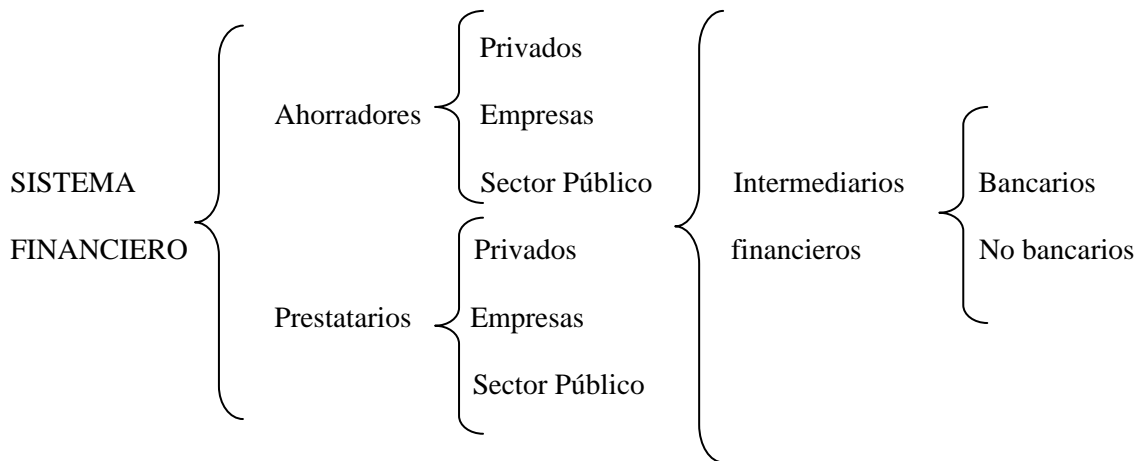 SISTEMA
FINANCIERO
Ahorradores
Privados
Empresas
Sector Público
Prestatarios
Privados
Empresas
Sector Público
Intermediarios
financieros
Bancarios
No bancarios